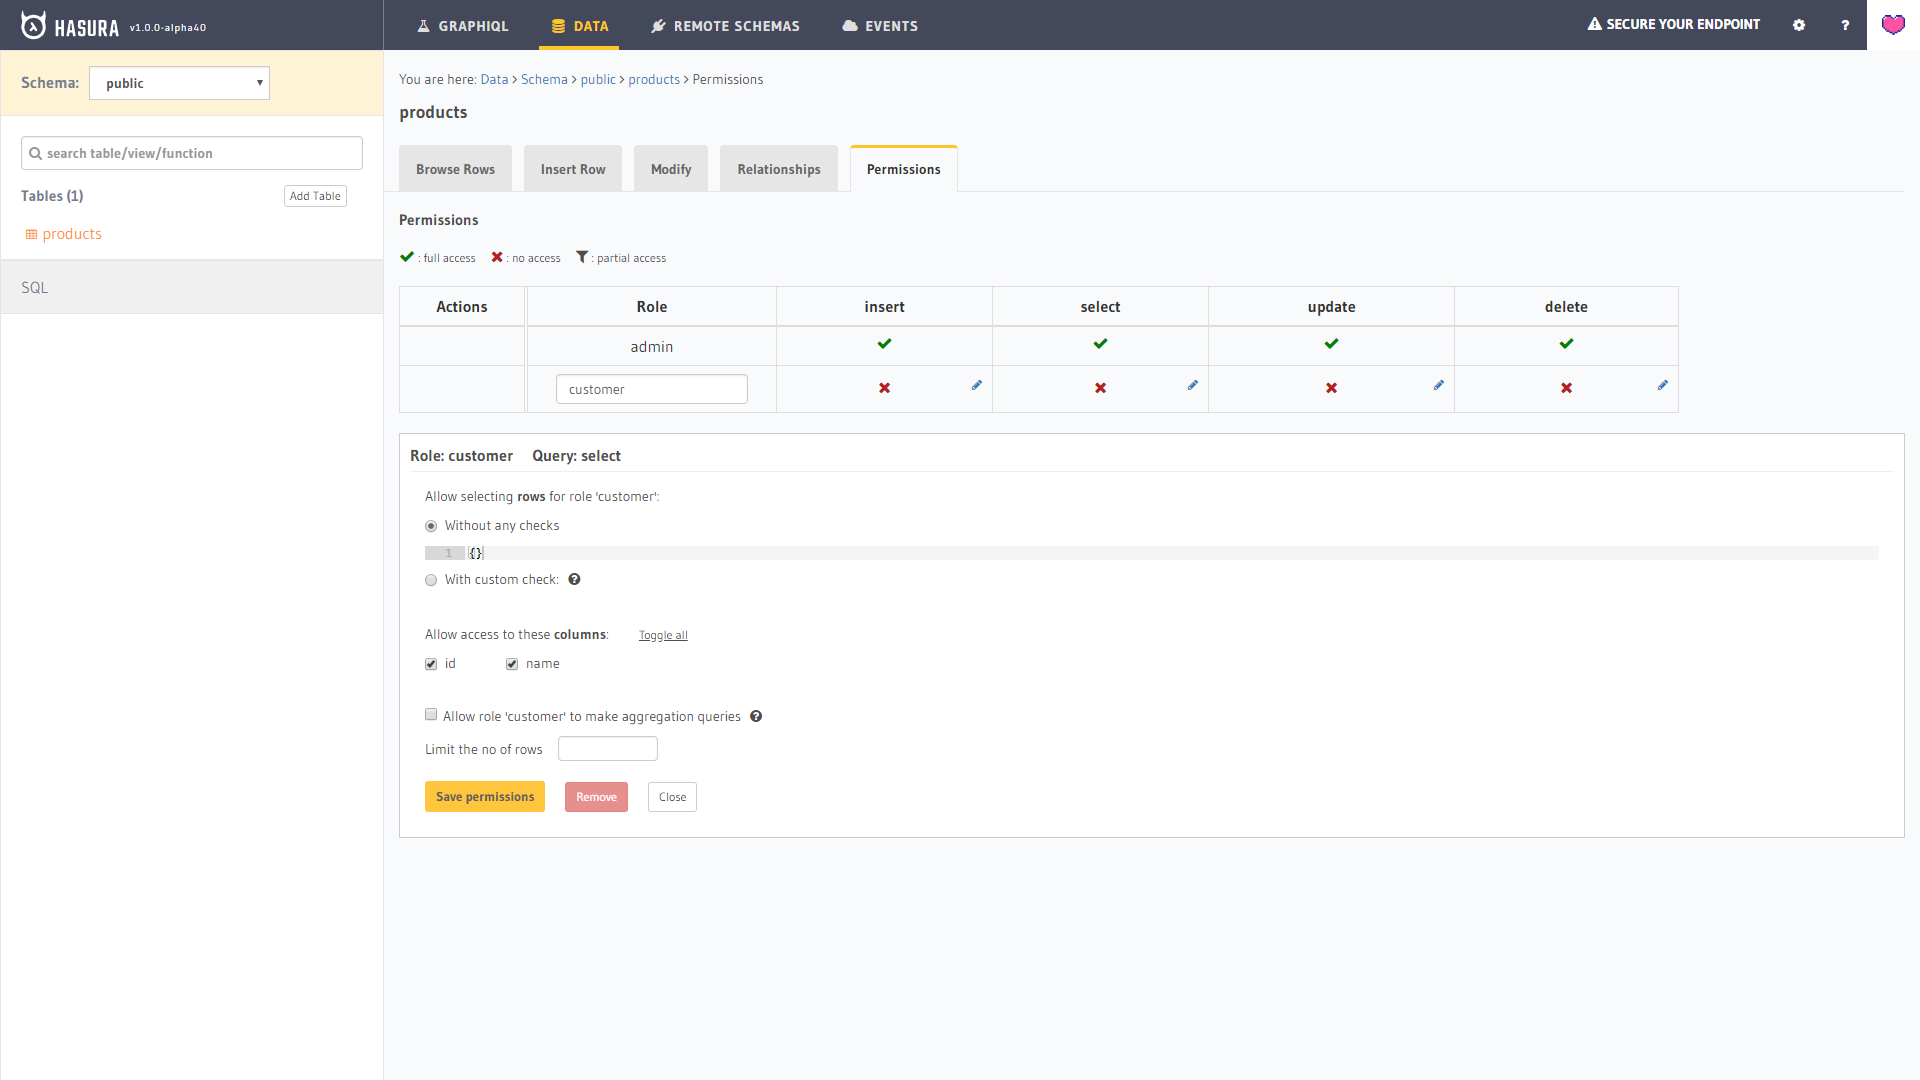 HASURA v1.0.0-alpha40
GRAPHIQL DATA REMOTE SCHEMAS EVENTS
SECURE YOUR ENDPOINT ?
Schema: public
search table/view/function
Tables (1) Add Table
products
SQL
You are here: Data > Schema > public > products > Permissions
products
Browse Rows Insert Row Modify Relationships Permissions
Permissions
: full access : no access : partial access
Actions Role insert select update delete
admin
customer
Role: customer Query: select
Allow selecting rows for role 'customer':
Without any checks
1 {}
With custom check: ?
Allow access to these columns: Toggle all
id name
Allow role 'customer' to make aggregation queries ?
Limit the no of rows
Save permissions Remove Close